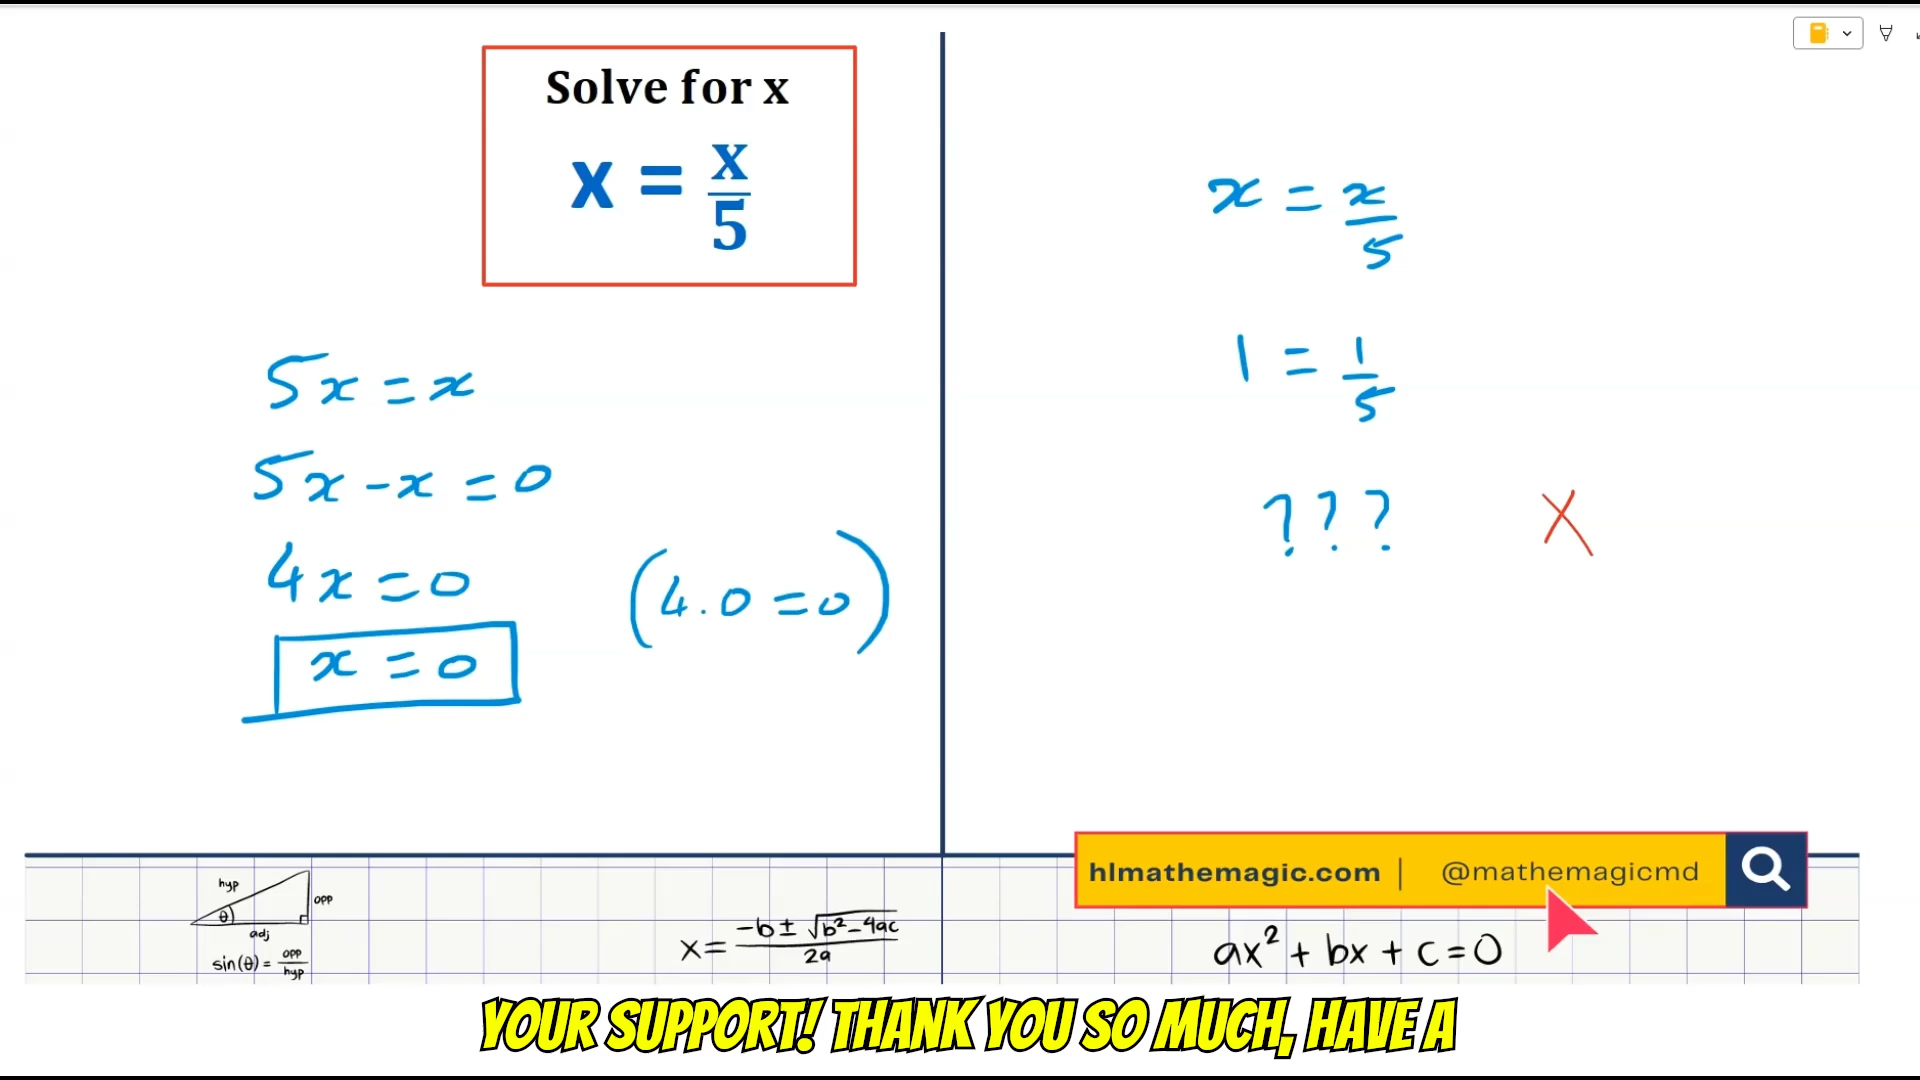 Solve for x
x = x/5
5x = x
5x - x = 0
4x = 0
(4.0 = 0)
x = 0
x = x/5
1 = 1/5
???
X
hlmathemagic.com | @mathemagicmd
hyp
opp
θ
adj
sin(θ) = opp/hyp
x = -b ± √b² - 4ac / 2a
ax² + bx + c = 0
YOUR SUPPORT! THANK YOU SO MUCH, HAVE A